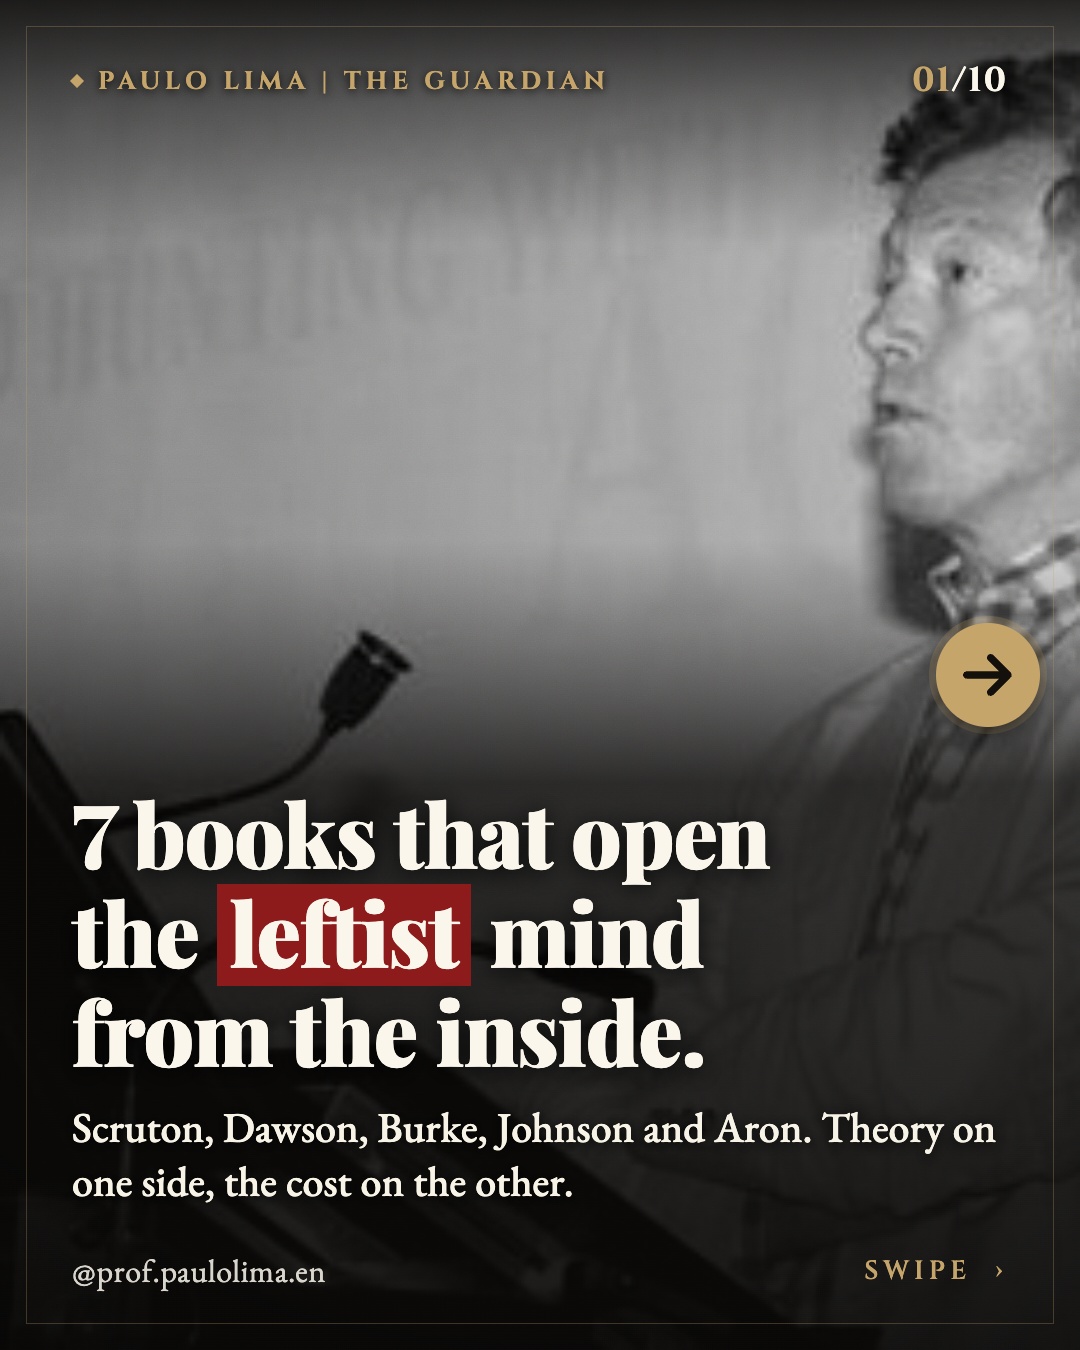 ◆ PAULO LIMA | THE GUARDIAN
01/10
7 books that open
the leftist mind
from the inside.
Scruton, Dawson, Burke, Johnson and Aron. Theory on
one side, the cost on the other.
@prof.paulolima.en
SWIPE ›